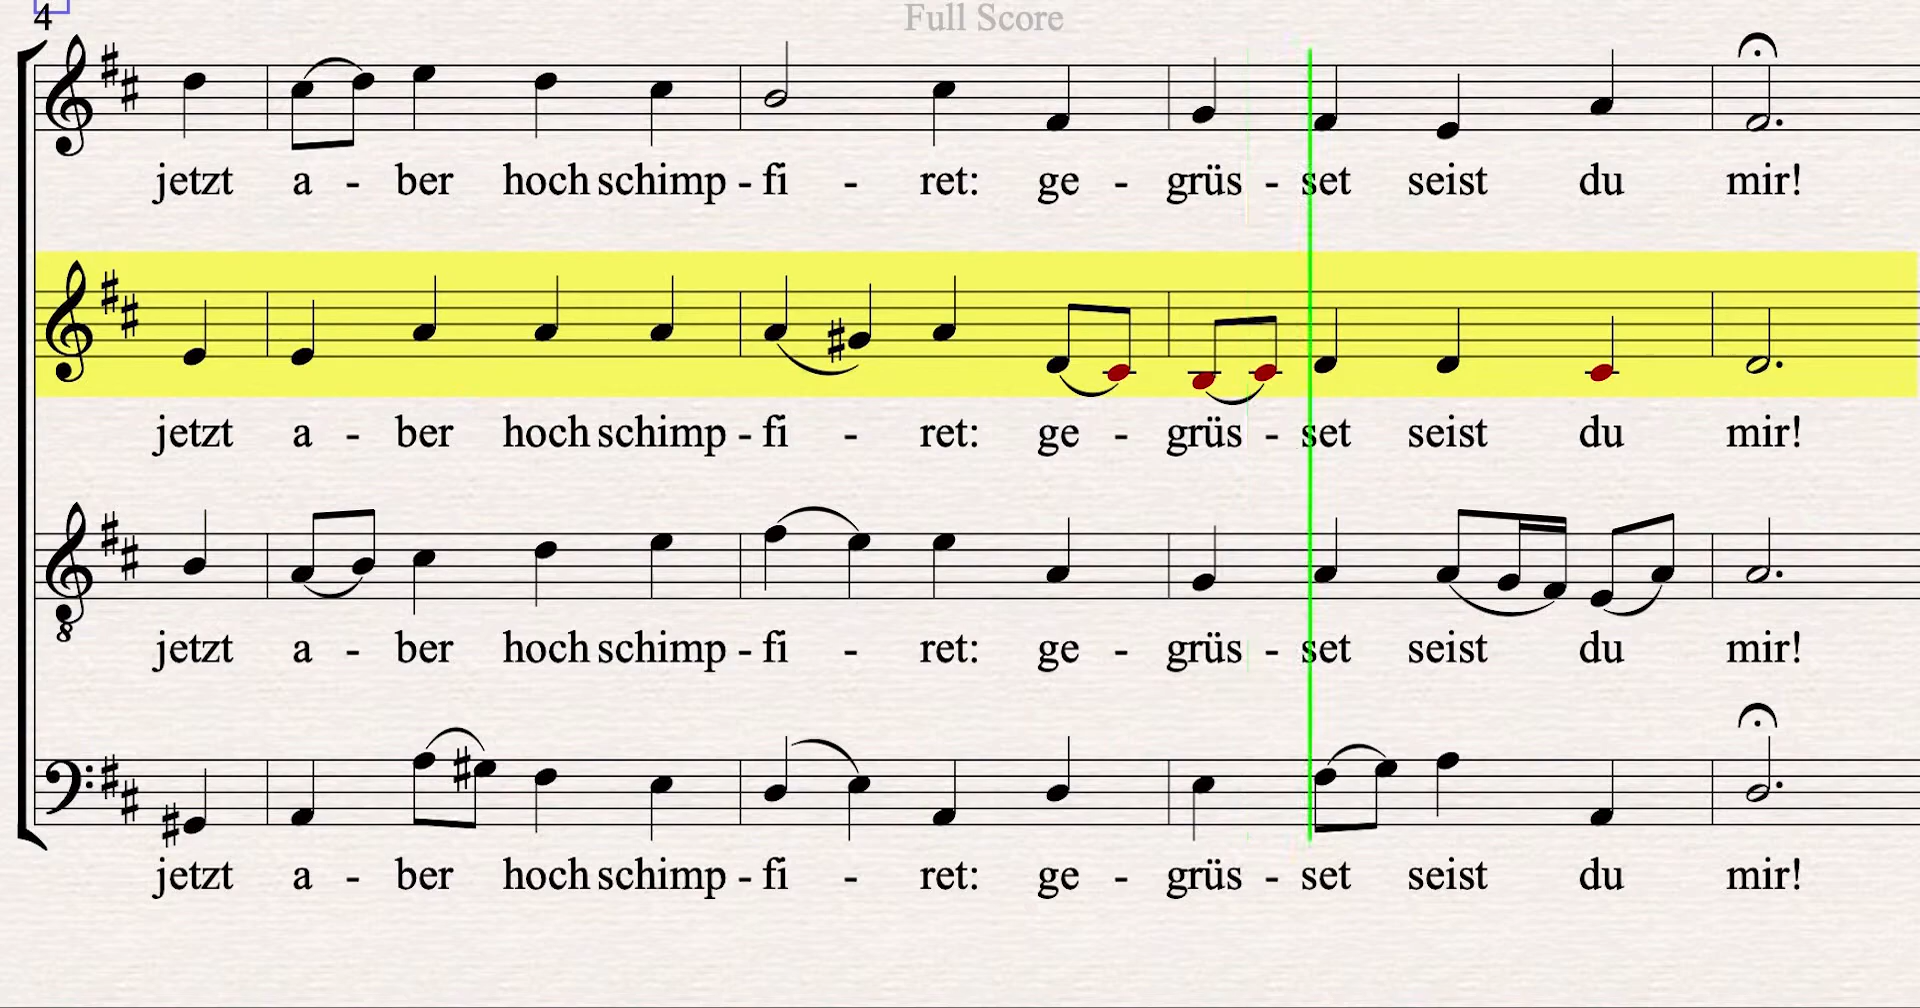 4
Full Score
jetzt a - ber hoch schimp - fi - ret: ge - grüs - set seist du mir!
jetzt a - ber hoch schimp - fi - ret: ge - grüs - set seist du mir!
8
jetzt a - ber hoch schimp - fi - ret: ge - grüs - set seist du mir!
jetzt a - ber hoch schimp - fi - ret: ge - grüs - set seist du mir!